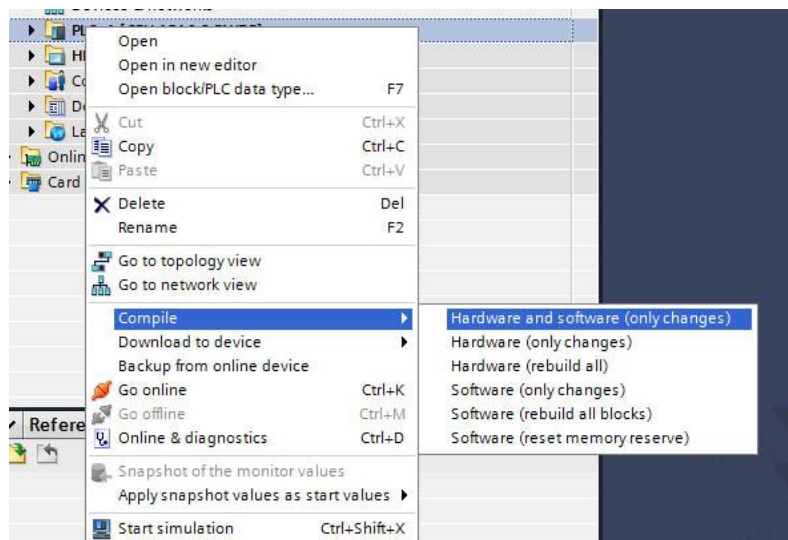 Open
Open in new editor
Open block/PLC data type... F7
Cut Ctrl+X
Copy Ctrl+C
Paste Ctrl+V
Delete Del
Rename F2
Go to topology view
Go to network view
Compile
Download to device
Backup from online device
Go online Ctrl+K
Go offline Ctrl+M
Online & diagnostics Ctrl+D
Snapshot of the monitor values
Apply snapshot values as start values
Start simulation Ctrl+Shift+X
Hardware and software (only changes)
Hardware (only changes)
Hardware (rebuild all)
Software (only changes)
Software (rebuild all blocks)
Software (reset memory reserve)
Onlin
Card
Refere